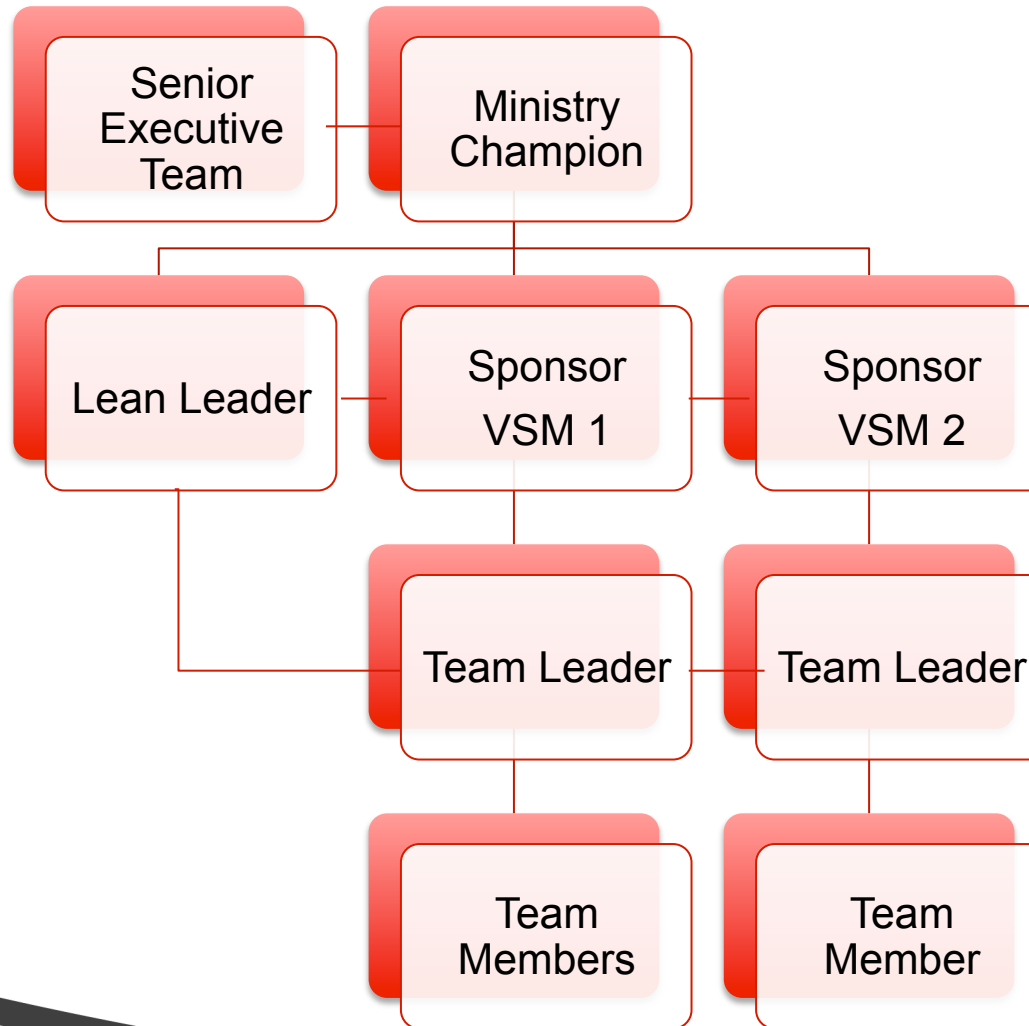 Senior
Executive
Team
Ministry
Champion
Lean Leader
Sponsor
VSM 1
Sponsor
VSM 2
Team Leader
Team Leader
Team
Members
Team
Member